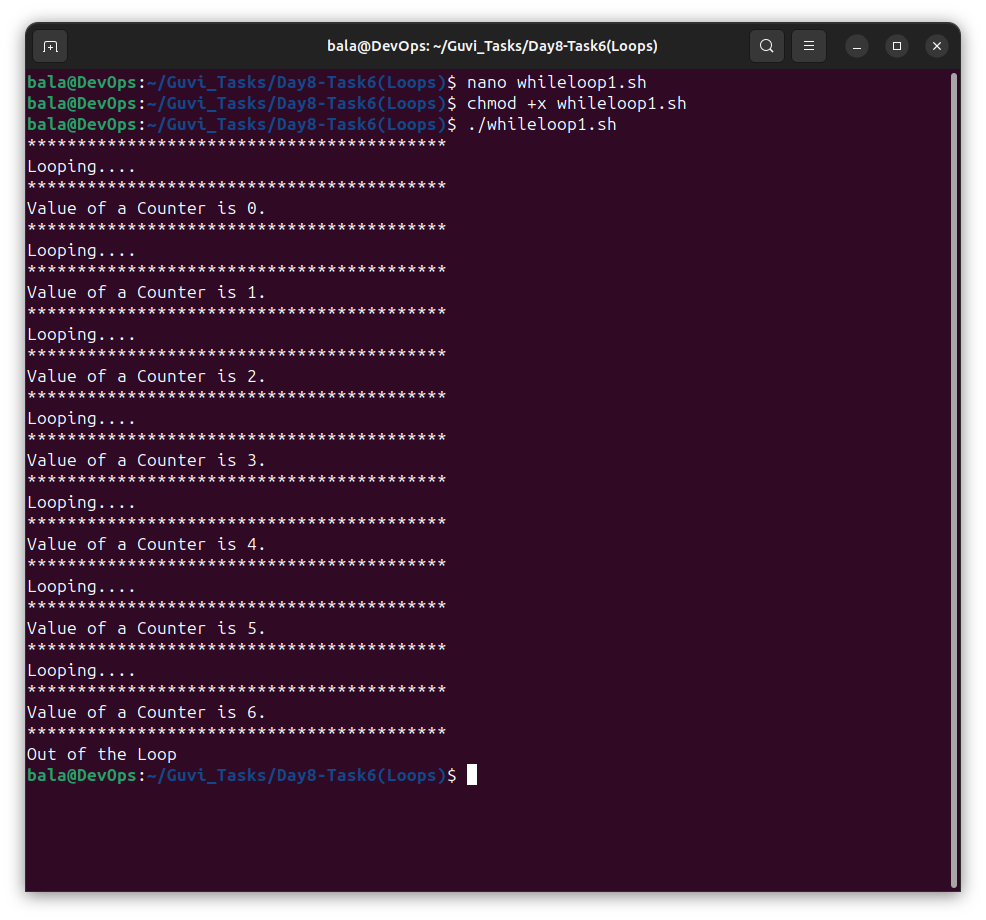 bala@DevOps: ~/Guvi_Tasks/Day8-Task6(Loops)
bala@DevOps:~/Guvi_Tasks/Day8-Task6(Loops)$ nano whileloop1.sh
bala@DevOps:~/Guvi_Tasks/Day8-Task6(Loops)$ chmod +x whileloop1.sh
bala@DevOps:~/Guvi_Tasks/Day8-Task6(Loops)$ ./whileloop1.sh
******************************************
Looping....
******************************************
Value of a Counter is 0.
******************************************
Looping....
******************************************
Value of a Counter is 1.
******************************************
Looping....
******************************************
Value of a Counter is 2.
******************************************
Looping....
******************************************
Value of a Counter is 3.
******************************************
Looping....
******************************************
Value of a Counter is 4.
******************************************
Looping....
******************************************
Value of a Counter is 5.
******************************************
Looping....
******************************************
Value of a Counter is 6.
******************************************
Out of the Loop
bala@DevOps:~/Guvi_Tasks/Day8-Task6(Loops)$